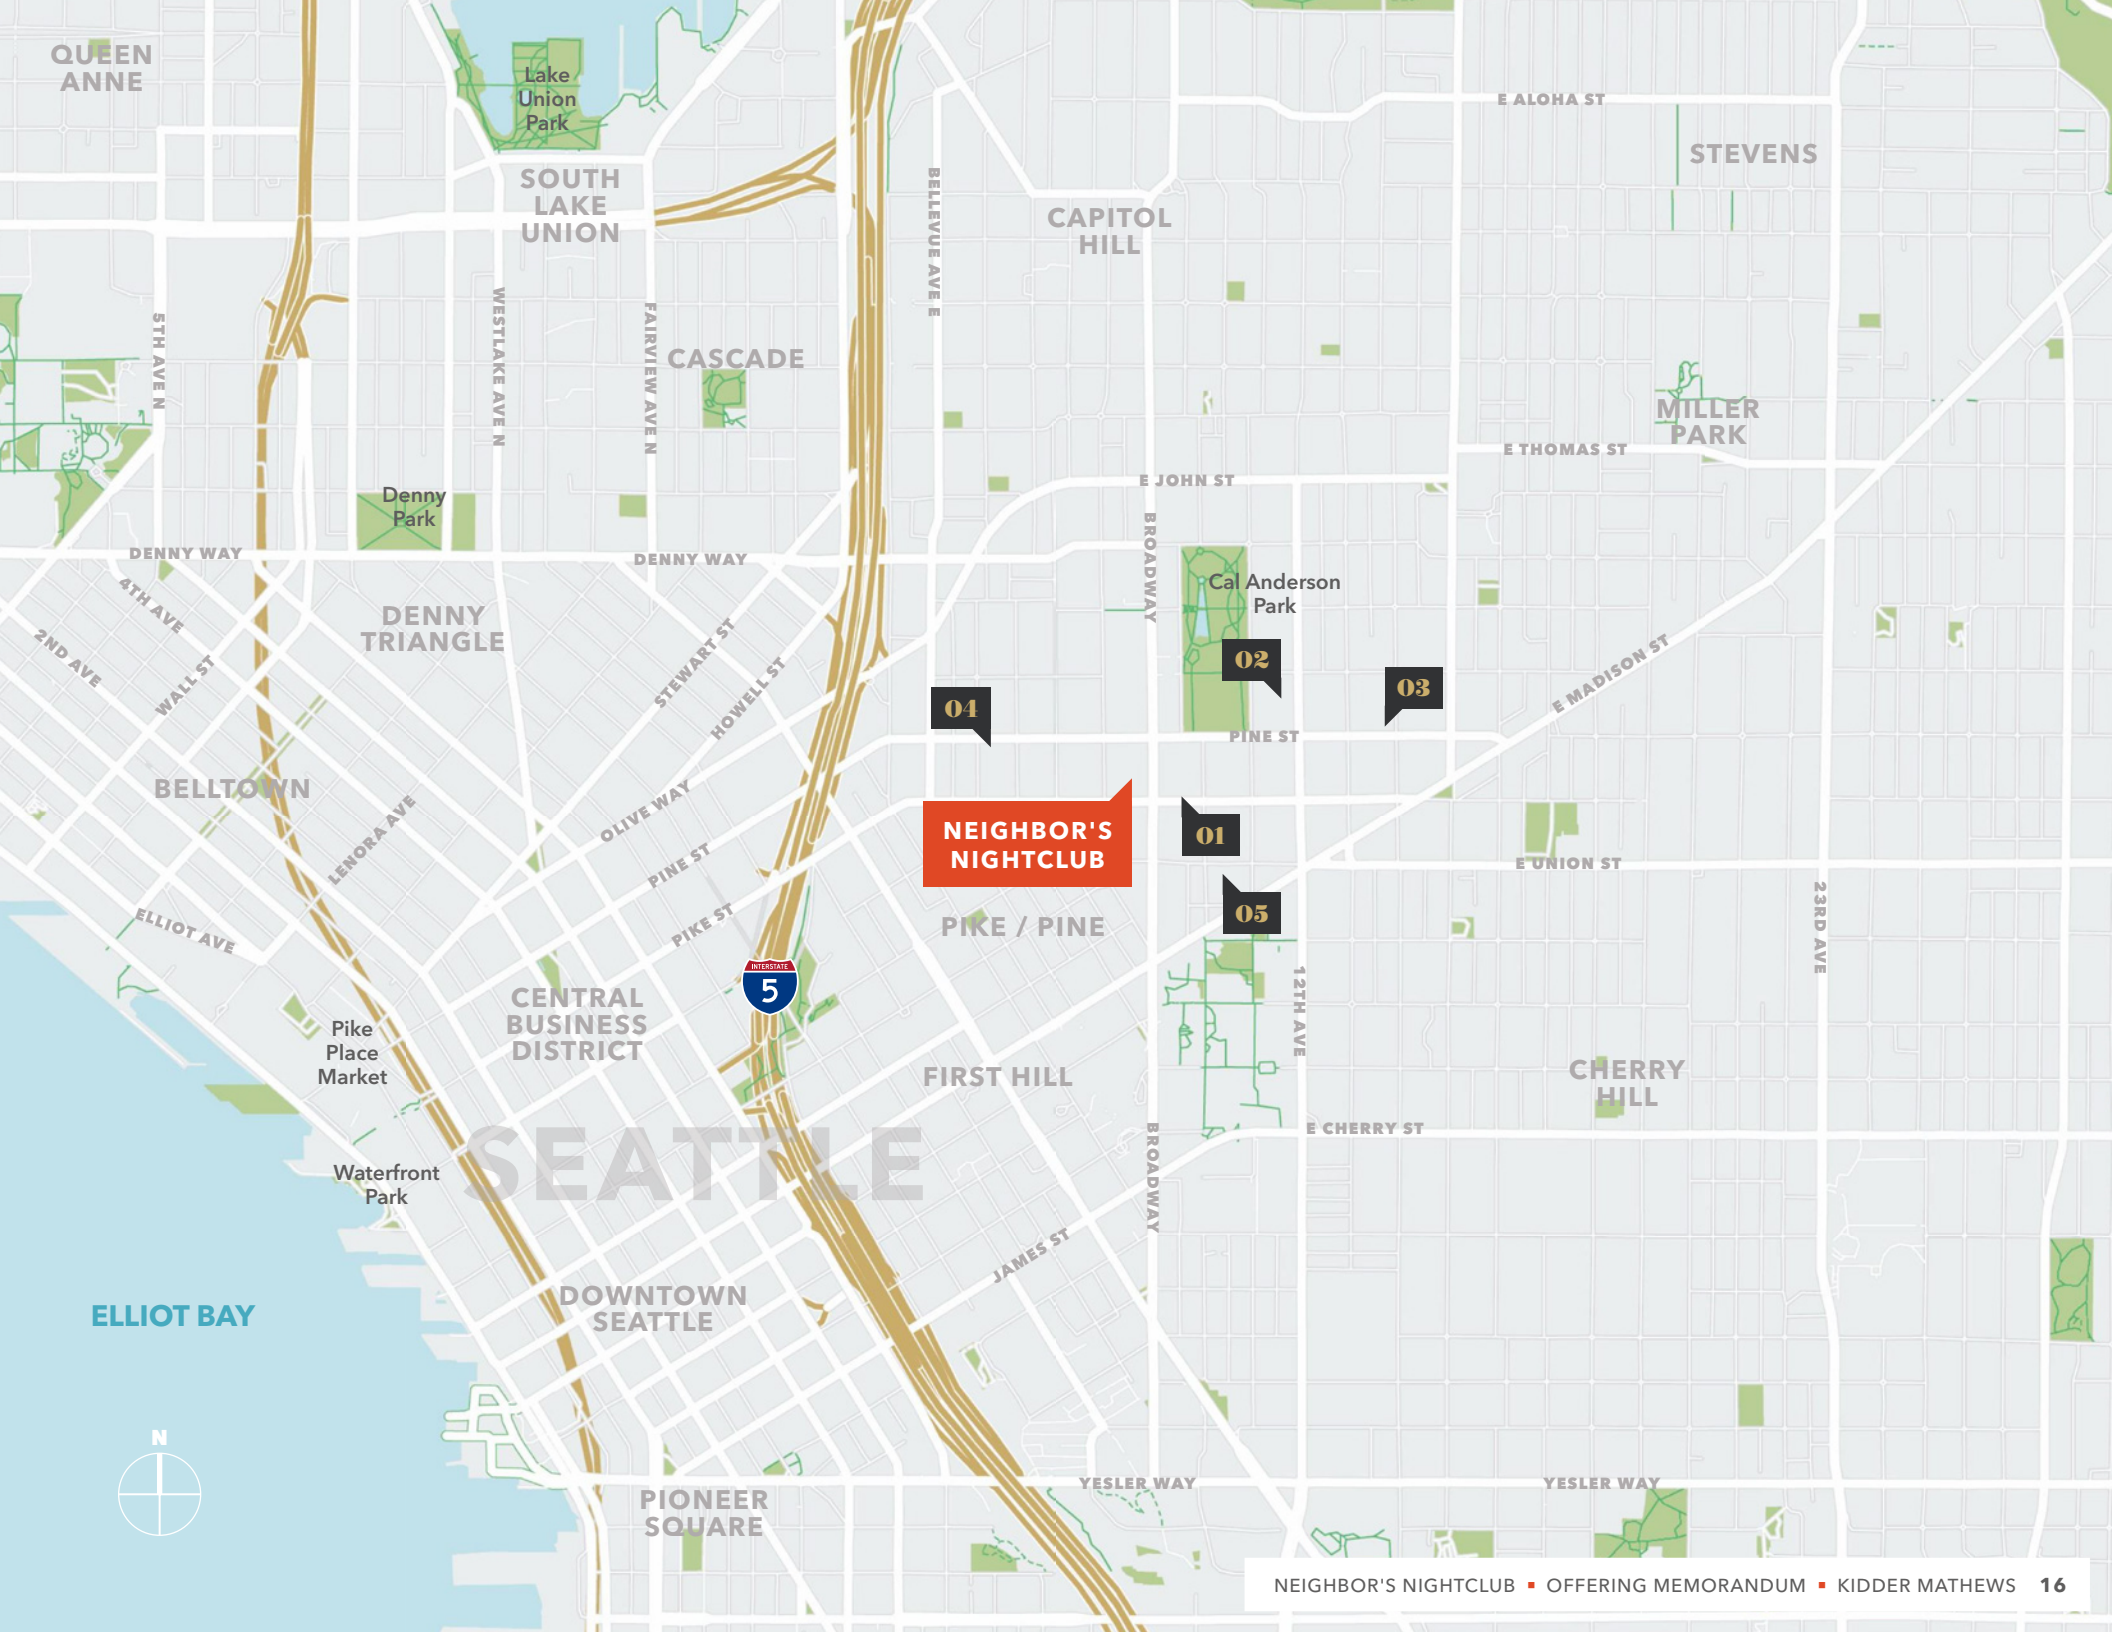 QUEEN
ANNE
Lake
Union
Park
E ALOHA ST
STEVENS
SOUTH
LAKE
UNION
BELLEVUE AVE E
CAPITOL
HILL
5TH AVE N
WESTLAKE AVE N
FAIRVIEW AVE N
CASCADE
MILLER
PARK
E THOMAS ST
E JOHN ST
Denny
Park
BROADWAY
DENNY WAY
DENNY WAY
Cal Anderson
Park
4TH AVE
DENNY
TRIANGLE
2ND AVE
WALL ST
STEWART ST
HOWELL ST
02
03
E MADISON ST
04
PINE ST
BELLTOWN
OLIVE WAY
LENORA AVE
NEIGHBOR'S
NIGHTCLUB
01
PINE ST
E UNION ST
PIKE ST
05
ELLIOT AVE
PIKE / PINE
23RD AVE
INTERSTATE
5
12TH AVE
CENTRAL
BUSINESS
DISTRICT
Pike
Place
Market
FIRST HILL
CHERRY
HILL
SEATTLE
E CHERRY ST
BROADWAY
Waterfront
Park
JAMES ST
ELLIOT BAY
DOWNTOWN
SEATTLE
N
YESLER WAY
YESLER WAY
PIONEER
SQUARE
NEIGHBOR'S NIGHTCLUB ▪ OFFERING MEMORANDUM ▪ KIDDER MATHEWS 16